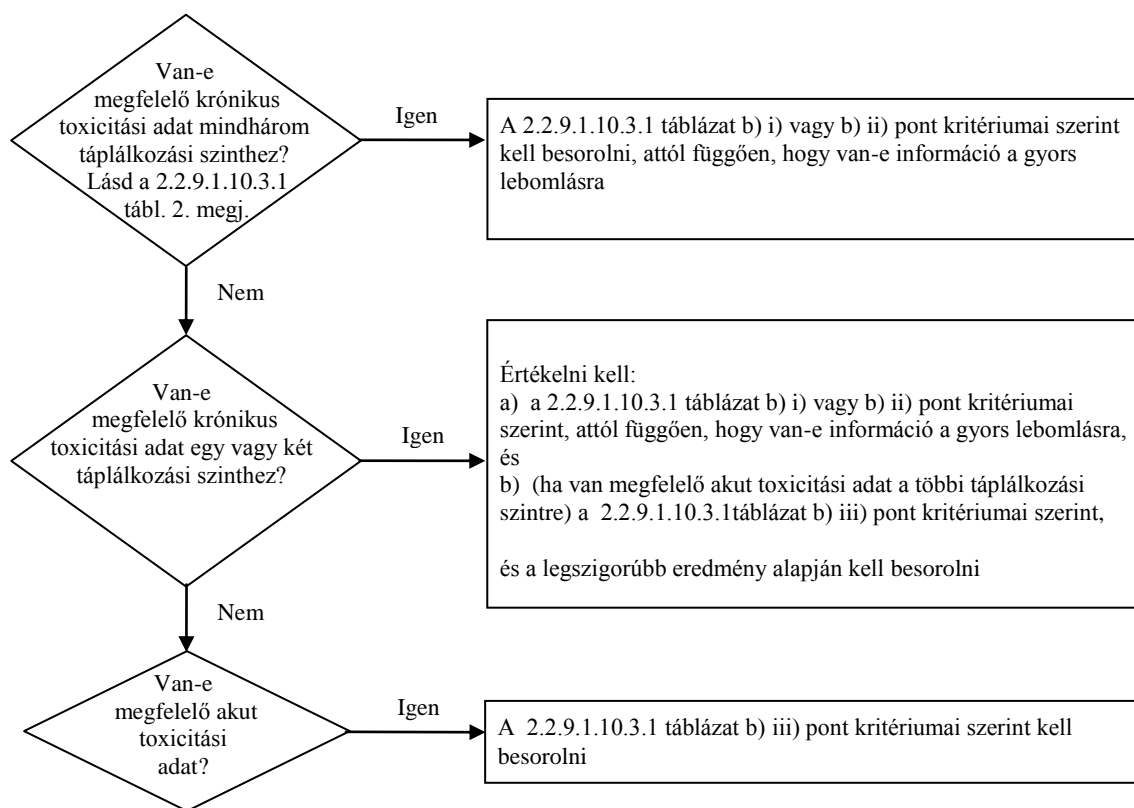 Van-e
megfelelő krónikus
toxicitási adat mindhárom
táplálkozási szinthez?
Lásd a 2.2.9.1.10.3.1
tábl. 2. megj.
Igen
A 2.2.9.1.10.3.1 táblázat b) i) vagy b) ii) pont kritériumai szerint
kell besorolni, attól függően, hogy van-e információ a gyors
lebomlásra
Nem
Van-e
megfelelő krónikus
toxicitási adat egy vagy két
táplálkozási szinthez?
Igen
Értékelni kell:
a) a 2.2.9.1.10.3.1 táblázat b) i) vagy b) ii) pont kritériumai
szerint, attól függően, hogy van-e információ a gyors lebomlásra,
és
b) (ha van megfelelő akut toxicitási adat a többi táplálkozási
szintre) a 2.2.9.1.10.3.1táblázat b) iii) pont kritériumai szerint,
és a legszigorúbb eredmény alapján kell besorolni
Nem
Van-e
megfelelő akut
toxicitási
adat?
Igen
A 2.2.9.1.10.3.1 táblázat b) iii) pont kritériumai szerint kell
besorolni